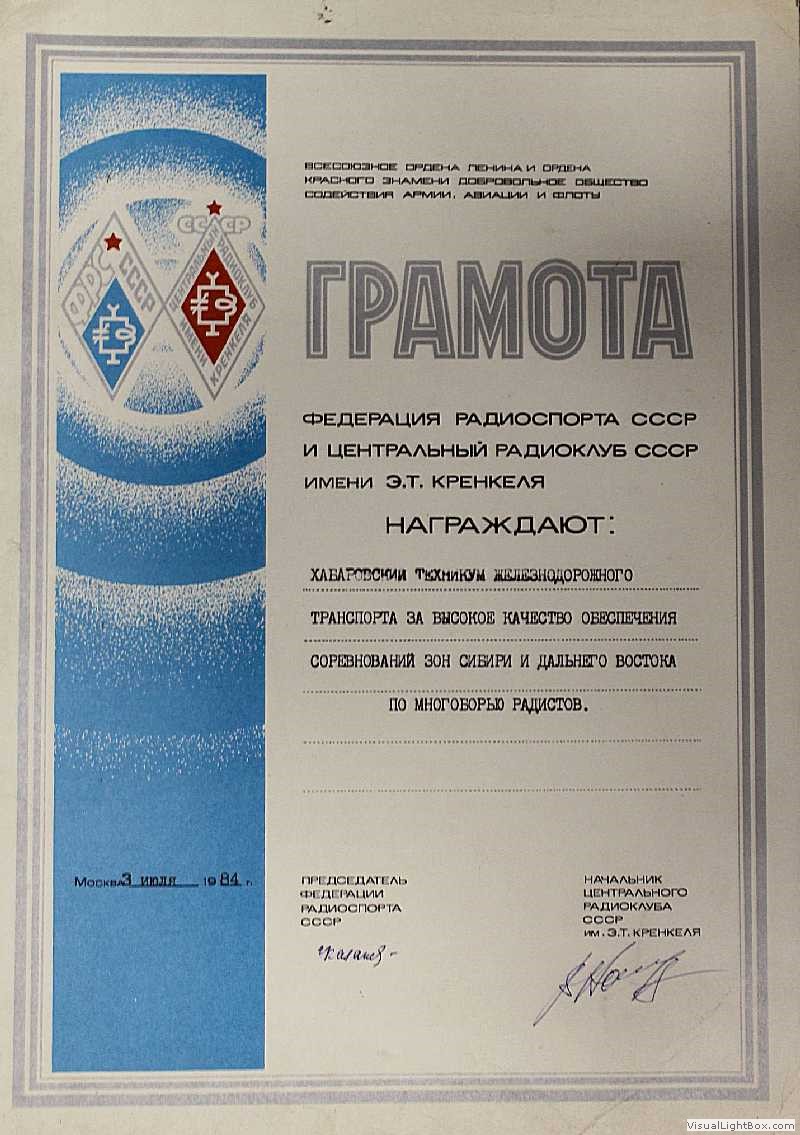 ВСЕСОЮЗНОЕ ОРДЕНА ЛЕНИНА И ОРДЕНА
КРАСНОГО ЗНАМЕНИ ДОБРОВОЛЬНОЕ ОБЩЕСТВО
СОДЕЙСТВИЯ АРМИИ, АВИАЦИИ И ФЛОТУ
ФРС СССР
СССР
ЦЕНТРАЛЬНЫЙ РАДИОКЛУБ
ИМЕНИ КРЕНКЕЛЯ
ГРАМОТА
ФЕДЕРАЦИЯ РАДИОСПОРТА СССР
И ЦЕНТРАЛЬНЫЙ РАДИОКЛУБ СССР
ИМЕНИ Э.Т. КРЕНКЕЛЯ
НАГРАЖДАЮТ:
ХАБАРОВСКИЙ ТЕХНИКУМ ЖЕЛЕЗНОДОРОЖНОГО
ТРАНСПОРТА ЗА ВЫСОКОЕ КАЧЕСТВО ОБЕСПЕЧЕНИЯ
СОРЕВНОВАНИЙ ЗОН СИБИРИ И ДАЛЬНЕГО ВОСТОКА
ПО МНОГОБОРЬЮ РАДИСТОВ.
Москва 3 июля 1984 г.
ПРЕДСЕДАТЕЛЬ
ФЕДЕРАЦИИ
РАДИОСПОРТА
СССР
НАЧАЛЬНИК
ЦЕНТРАЛЬНОГО
РАДИОКЛУБА
СССР
ИМ. Э.Т. КРЕНКЕЛЯ
VisualLightBox.com